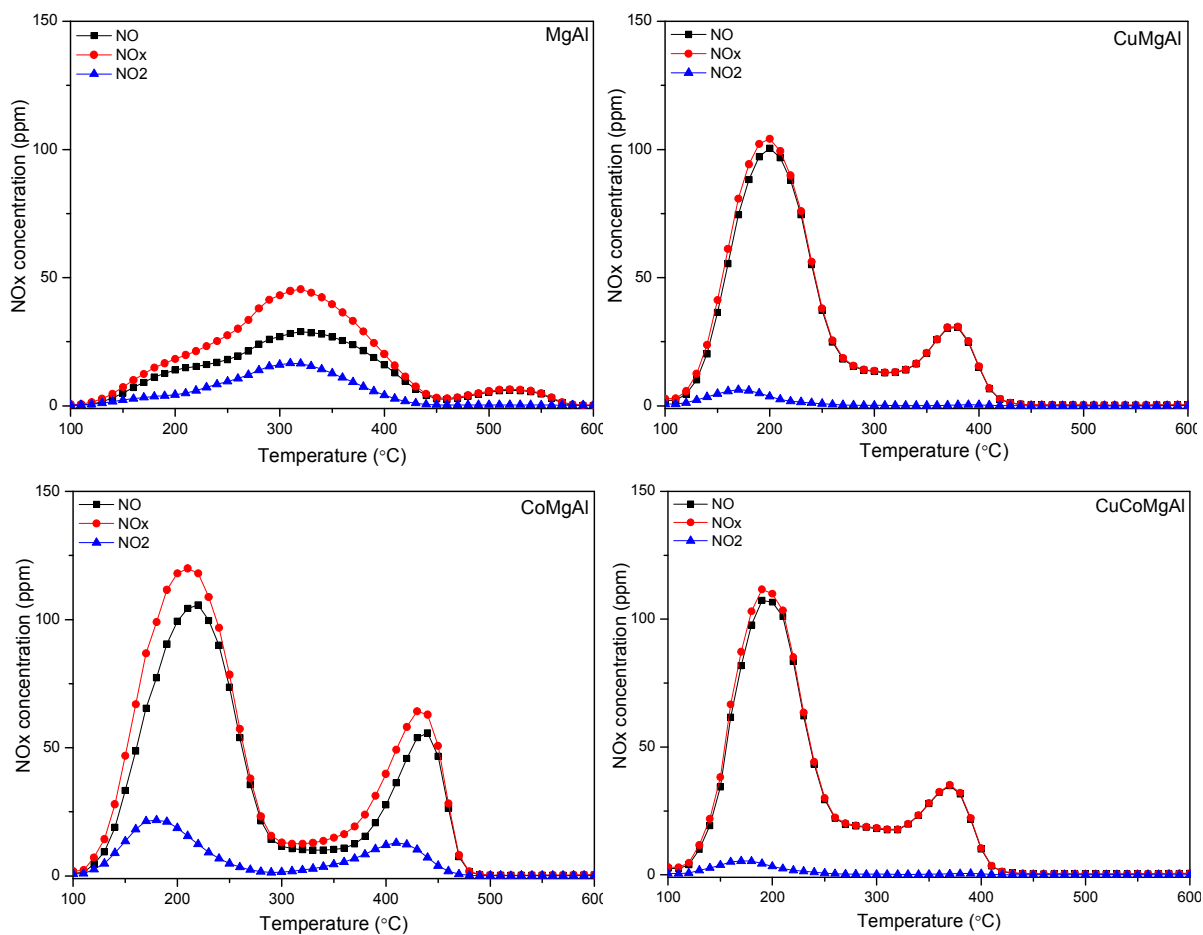 MgAl
NO
NOx
NO2
150
100
50
0
NOx concentration (ppm)
100 200 300 400 500 600
Temperature (°C)
CuMgAl
NO
NOx
NO2
150
100
50
0
NOx concentration (ppm)
100 200 300 400 500 600
Temperature (°C)
CoMgAl
NO
NOx
NO2
150
100
50
0
NOx concentration (ppm)
100 200 300 400 500 600
Temperature (°C)
CuCoMgAl
NO
NOx
NO2
150
100
50
0
NOx concentration (ppm)
100 200 300 400 500 600
Temperature (°C)